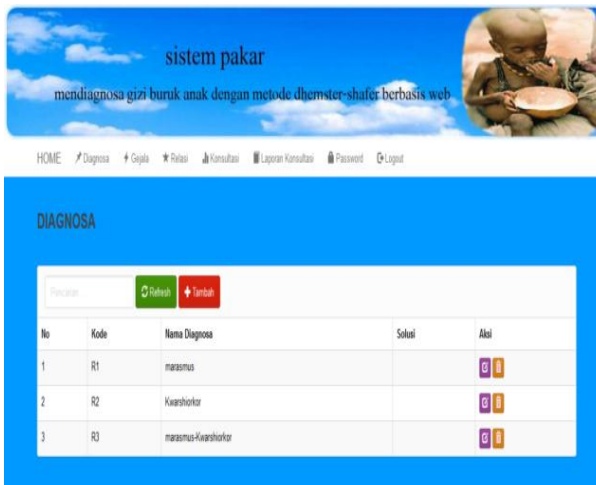 sistem pakar
mendiagnosa gizi buruk anak dengan metode dhemster-shafer berbasis web
HOME Diagnosa Gejala Relasi Konsultasi Laporan Konsultasi Password Logout
DIAGNOSA
Pencarian Refresh Tambah
No Kode Nama Diagnosa Solusi Aksi
1 R1 marasmus
2 R2 Kwarshiorkor
3 R3 marasmus-Kwarshiorkor